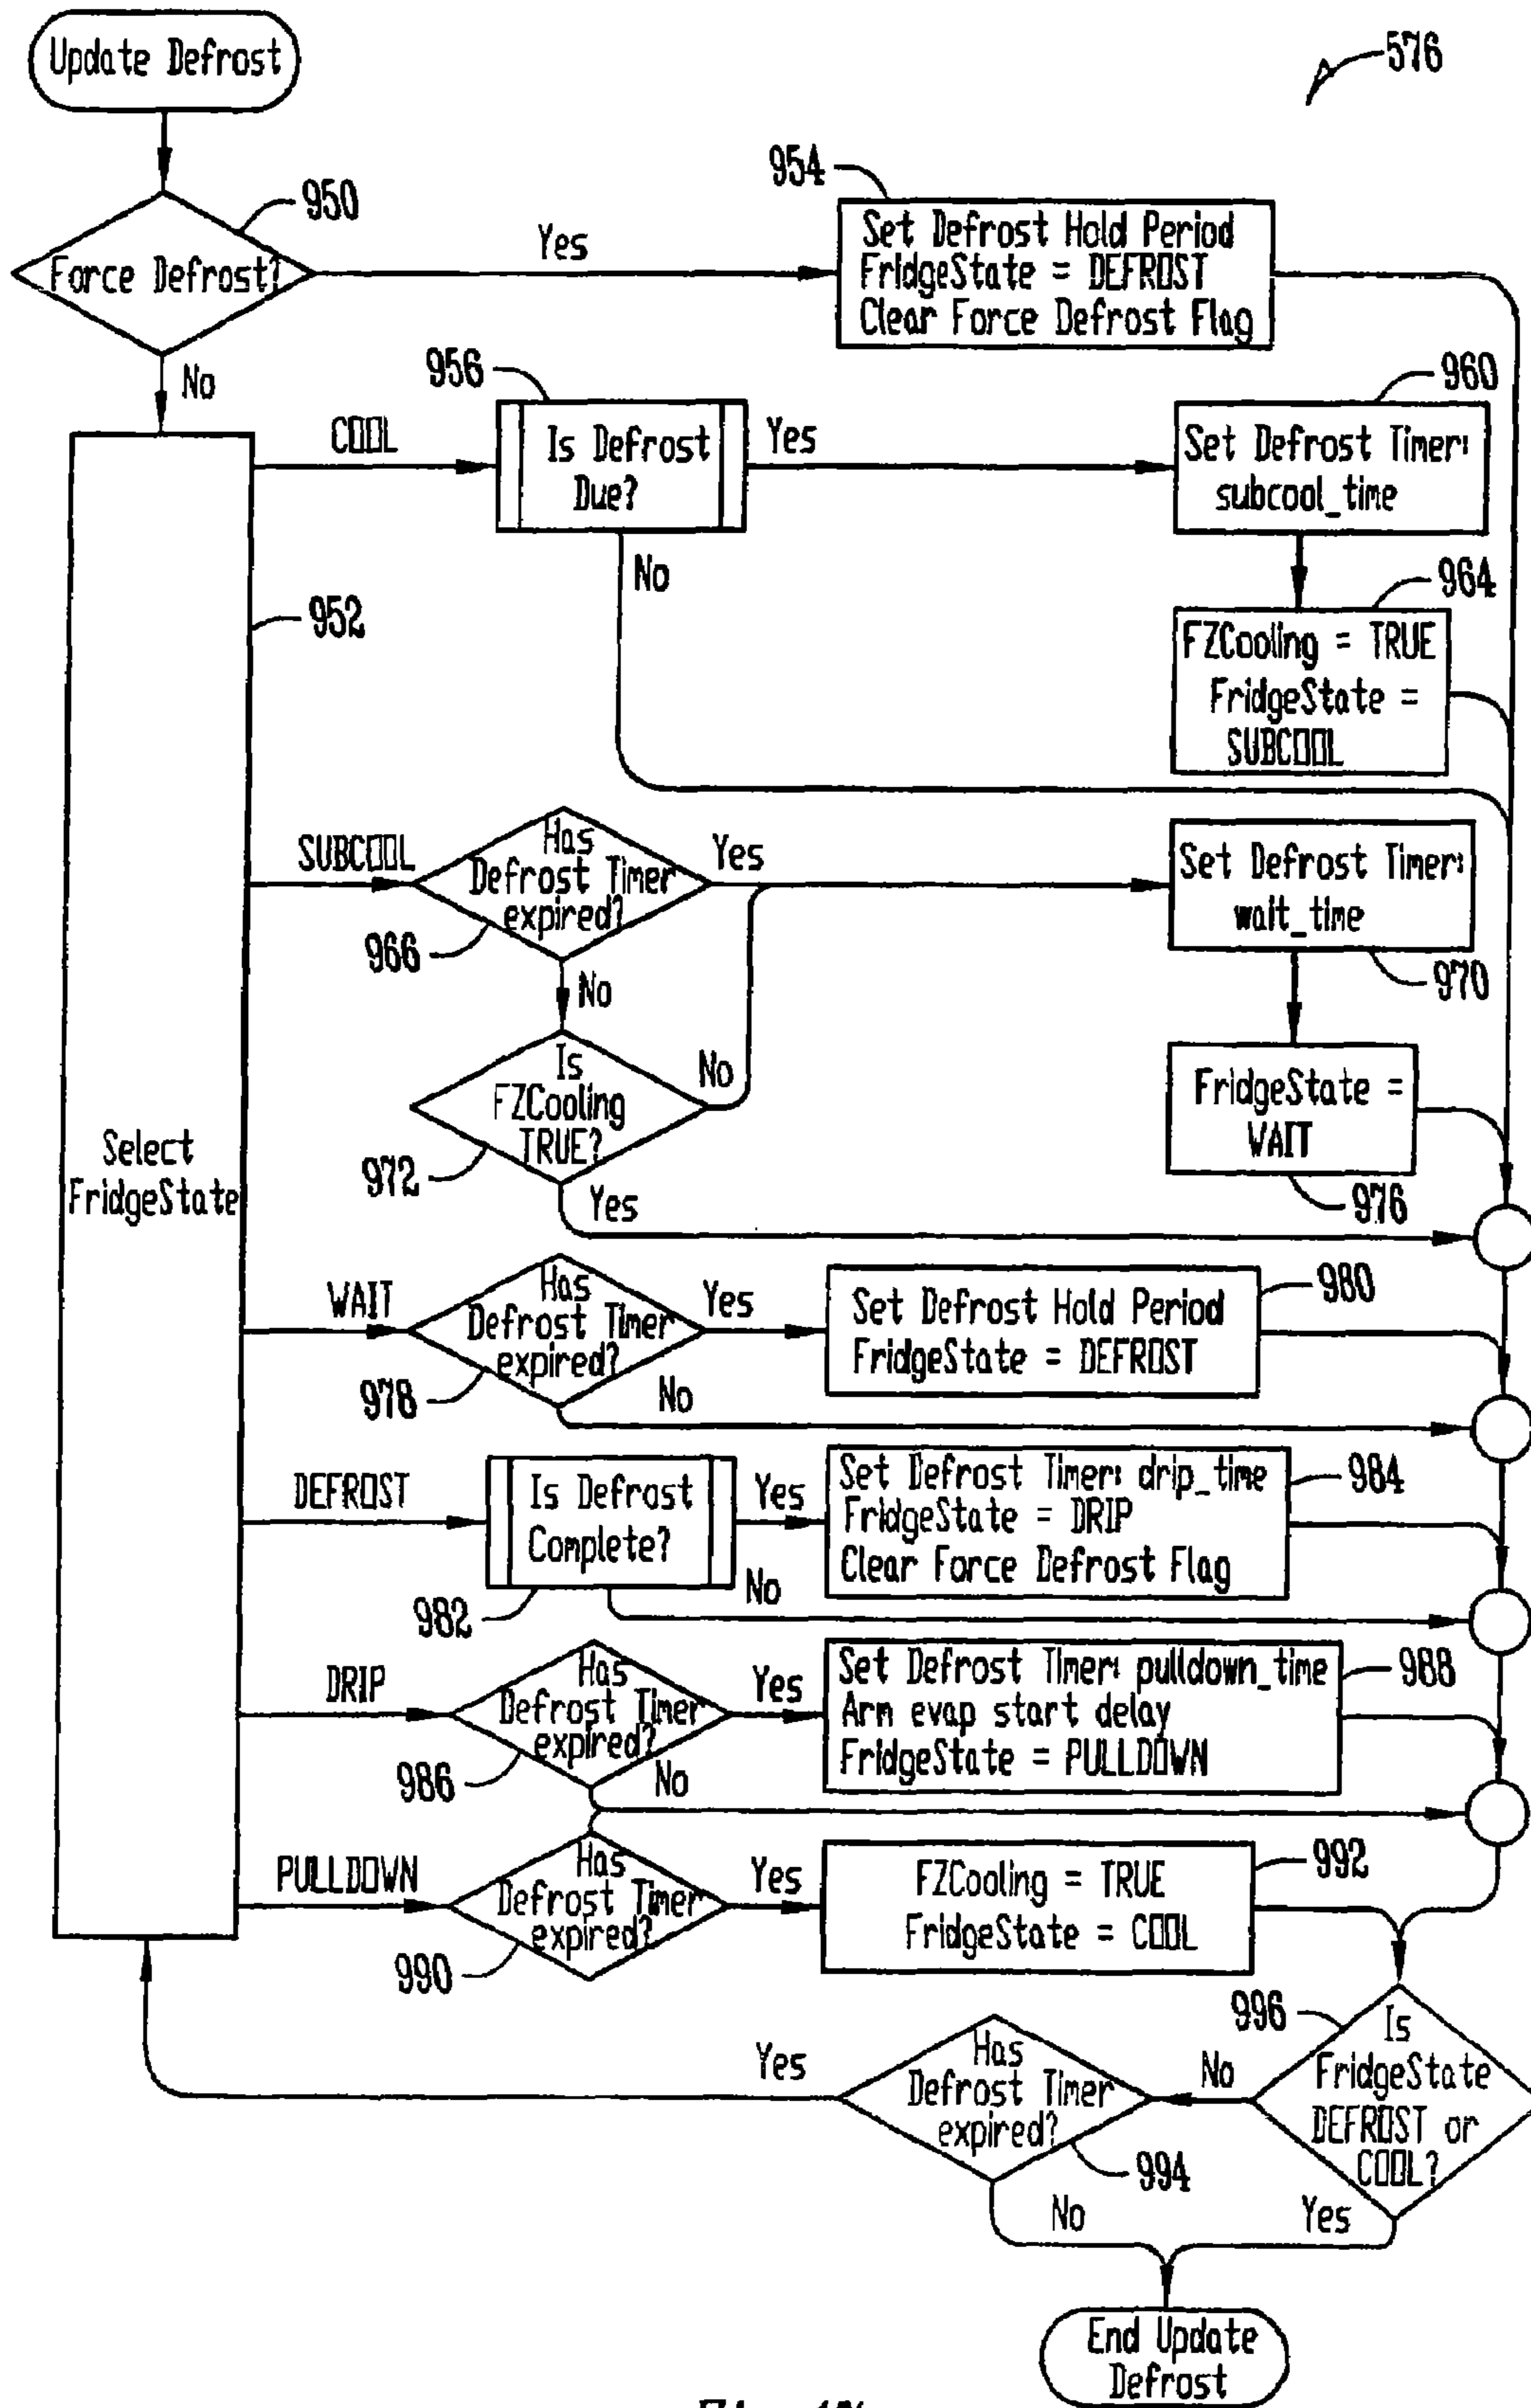 Update Defrost
576
950
Force Defrost?
Yes
954
Set Defrost Hold Period
FridgeState = DEFROST
Clear Force Defrost Flag
No
COOL
956
Is Defrost
Due?
Yes
No
960
Set Defrost Timer:
subcool_time
964
FZCooling = TRUE
FridgeState =
SUBCOOL
952
Select
FridgeState
SUBCOOL
Has
Defrost Timer
expired?
966
Yes
No
Set Defrost Timer:
wait_time
970
Is
FZCooling
TRUE?
972
No
Yes
FridgeState =
WAIT
976
WAIT
Has
Defrost Timer
expired?
978
Yes
No
Set Defrost Hold Period
FridgeState = DEFROST
980
DEFROST
Is Defrost
Complete?
982
Yes
No
Set Defrost Timer: drip_time
FridgeState = DRIP
Clear Force Defrost Flag
984
DRIP
Has
Defrost Timer
expired?
986
Yes
No
Set Defrost Timer: pulldown_time
Arm evap start delay
FridgeState = PULLDOWN
988
PULLDOWN
Has
Defrost Timer
expired?
990
Yes
FZCooling = TRUE
FridgeState = COOL
992
996
Is
FridgeState
DEFROST or
COOL?
No
Yes
Has
Defrost Timer
expired?
994
Yes
No
End Update
Defrost